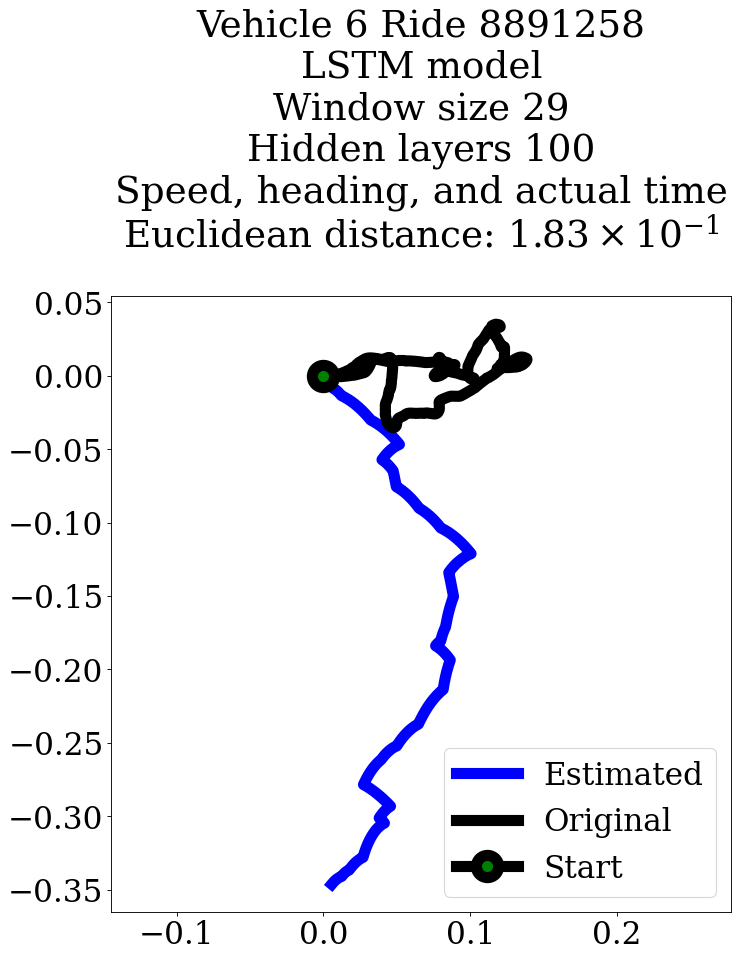 Vehicle 6 Ride 8891258
LSTM model
Window size 29
Hidden layers 100
Speed, heading, and actual time
Euclidean distance: 1.83 × 10⁻¹
0.05
0.00
−0.05
−0.10
−0.15
−0.20
−0.25
−0.30
−0.35
−0.1
0.0
0.1
0.2
Estimated
Original
Start